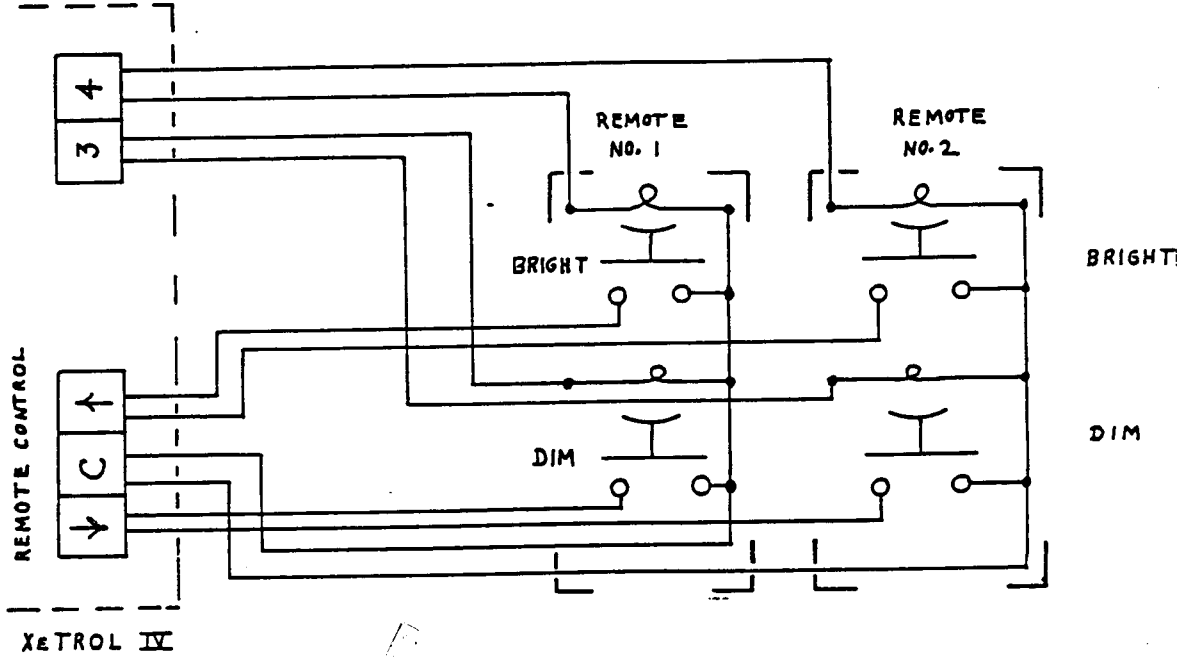 4
3
REMOTE
NO. 1
REMOTE
NO. 2
BRIGHT
BRIGHT
REMOTE CONTROL
↑
C
↓
DIM
DIM
XETROL IV